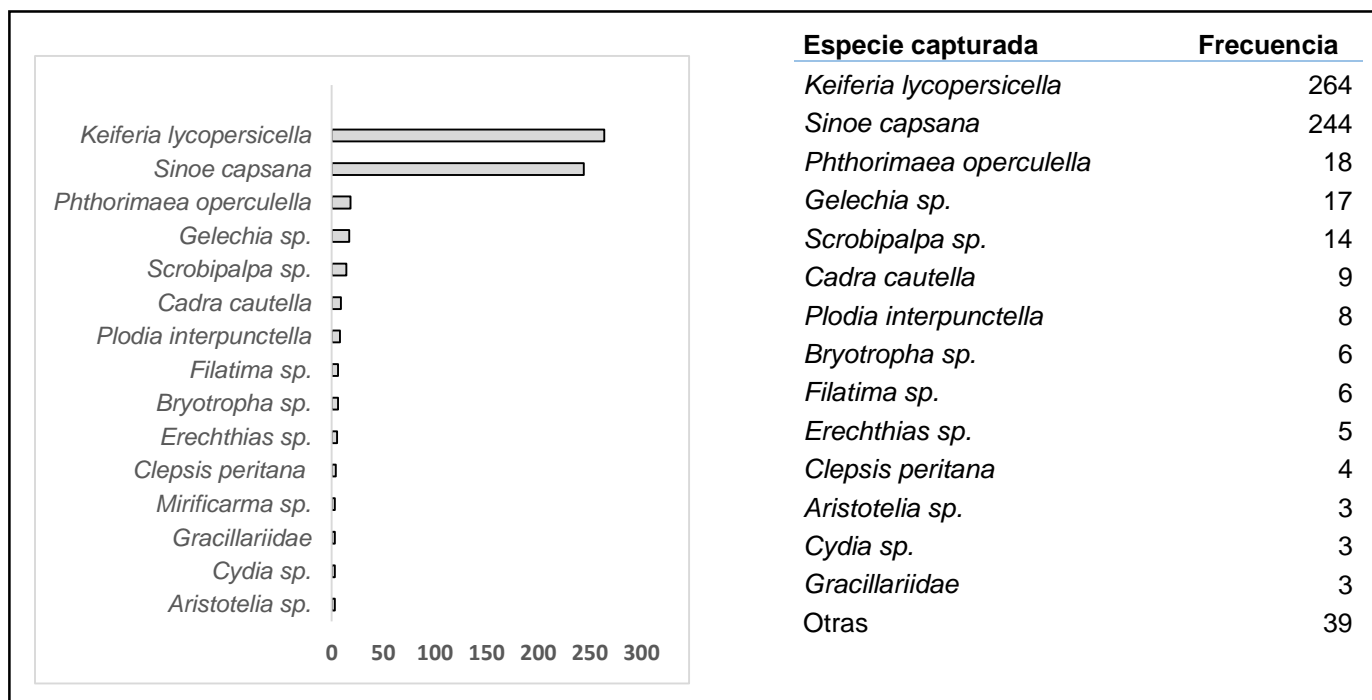 Keiferia lycopersicella
Sinoe capsana
Phthorimaea operculella
Gelechia sp.
Scrobipalpa sp.
Cadra cautella
Plodia interpunctella
Filatima sp.
Bryotropha sp.
Erechthias sp.
Clepsis peritana
Mirificarma sp.
Gracillariidae
Cydia sp.
Aristotelia sp.
0 50 100 150 200 250 300
Especie capturada Frecuencia
Keiferia lycopersicella 264
Sinoe capsana 244
Phthorimaea operculella 18
Gelechia sp. 17
Scrobipalpa sp. 14
Cadra cautella 9
Plodia interpunctella 8
Bryotropha sp. 6
Filatima sp. 6
Erechthias sp. 5
Clepsis peritana 4
Aristotelia sp. 3
Cydia sp. 3
Gracillariidae 3
Otras 39